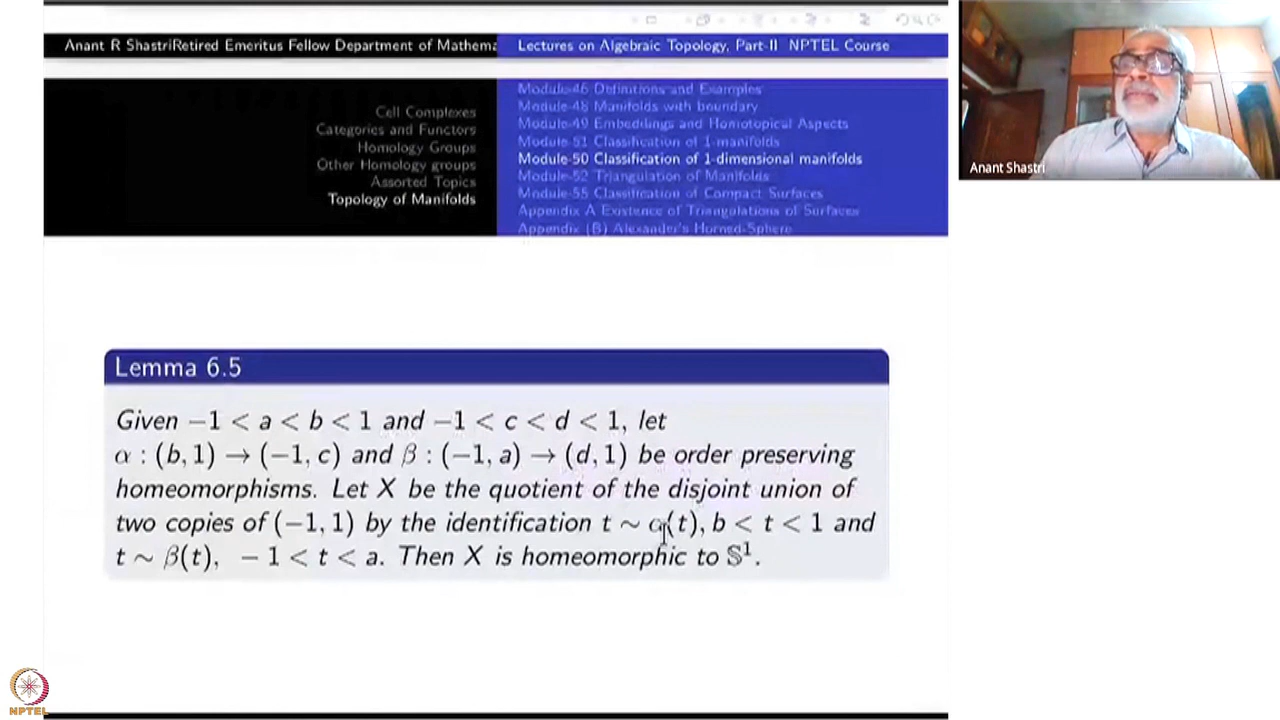 Anant R ShastriRetired Emeritus Fellow Department of Mathema
Lectures on Algebraic Topology, Part-II NPTEL Course
Cell Complexes
Categories and Functors
Homology Groups
Other Homology groups
Assorted Topics
Topology of Manifolds
Module-46 Definitions and Examples
Module-48 Manifolds with boundary
Module-49 Embeddings and Homotopical Aspects
Module-51 Classification of 1-manifolds
Module-50 Classification of 1-dimensional manifolds
Module-52 Triangulation of Manifolds
Module-55 Classification of Compact Surfaces
Appendix A Existence of Triangulations of Surfaces
Appendix (B) Alexander's Horned-Sphere
Anant Shastri
Lemma 6.5
Given −1 < a < b < 1 and −1 < c < d < 1, let
α : (b, 1) → (−1, c) and β : (−1, a) → (d, 1) be order preserving
homeomorphisms. Let X be the quotient of the disjoint union of
two copies of (−1, 1) by the identification t ∼ α(t), b < t < 1 and
t ∼ β(t), −1 < t < a. Then X is homeomorphic to 𝕊¹.
NPTEL